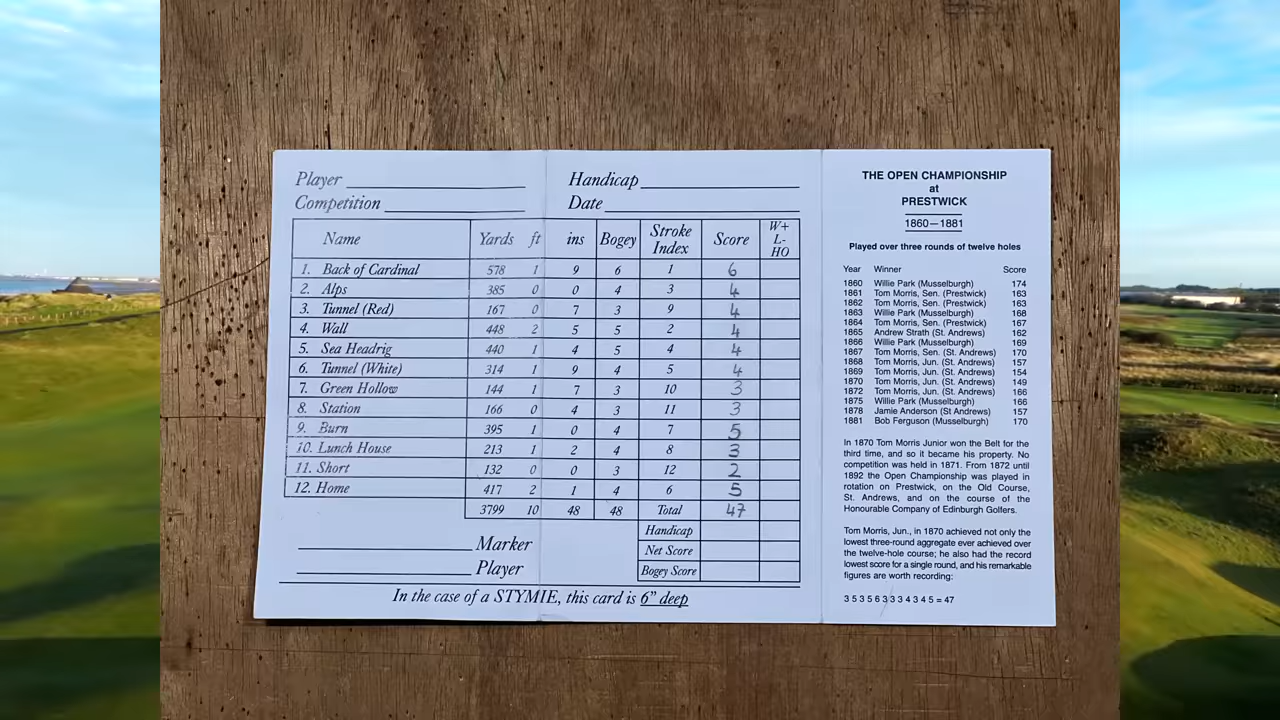 Player
Competition
Handicap
Date
Name Yards ft ins Bogey Stroke Index Score W+ L- HO
1. Back of Cardinal 578 1 9 6 1 6
2. Alps 385 0 0 4 3 4
3. Tunnel (Red) 167 0 7 3 9 4
4. Wall 448 2 5 5 2 4
5. Sea Headrig 440 1 4 5 4 4
6. Tunnel (White) 314 1 9 4 5 4
7. Green Hollow 144 1 7 3 10 3
8. Station 166 0 4 3 11 3
9. Burn 395 1 0 4 7 5
10. Lunch House 213 1 2 4 8 3
11. Short 132 0 0 3 12 2
12. Home 417 2 1 4 6 5
3799 10 48 48 Total 47
Handicap
Net Score
Bogey Score
Marker
Player
In the case of a STYMIE, this card is 6" deep
THE OPEN CHAMPIONSHIP
at
PRESTWICK
1860—1881
Played over three rounds of twelve holes
Year Winner Score
1860 Willie Park (Musselburgh) 174
1861 Tom Morris, Sen. (Prestwick) 163
1862 Tom Morris, Sen. (Prestwick) 163
1863 Willie Park (Musselburgh) 168
1864 Tom Morris, Sen. (Prestwick) 167
1865 Andrew Strath (St. Andrews) 162
1866 Willie Park (Musselburgh) 169
1867 Tom Morris, Sen. (St. Andrews) 170
1868 Tom Morris, Jun. (St. Andrews) 157
1869 Tom Morris, Jun. (St. Andrews) 154
1870 Tom Morris, Jun. (St. Andrews) 149
1872 Tom Morris, Jun. (St. Andrews) 166
1875 Willie Park (Musselburgh) 166
1878 Jamie Anderson (St Andrews) 157
1881 Bob Ferguson (Musselburgh) 170
In 1870 Tom Morris Junior won the Belt for the
third time, and so it became his property. No
competition was held in 1871. From 1872 until
1892 the Open Championship was played in
rotation on Prestwick, on the Old Course,
St. Andrews, and on the course of the
Honourable Company of Edinburgh Golfers.
Tom Morris, Jun., in 1870 achieved not only the
lowest three-round aggregate ever achieved over
the twelve-hole course; he also had the record
lowest score for a single round, and his remarkable
figures are worth recording:
3 5 3 5 6 3 3 3 4 3 4 5 = 47